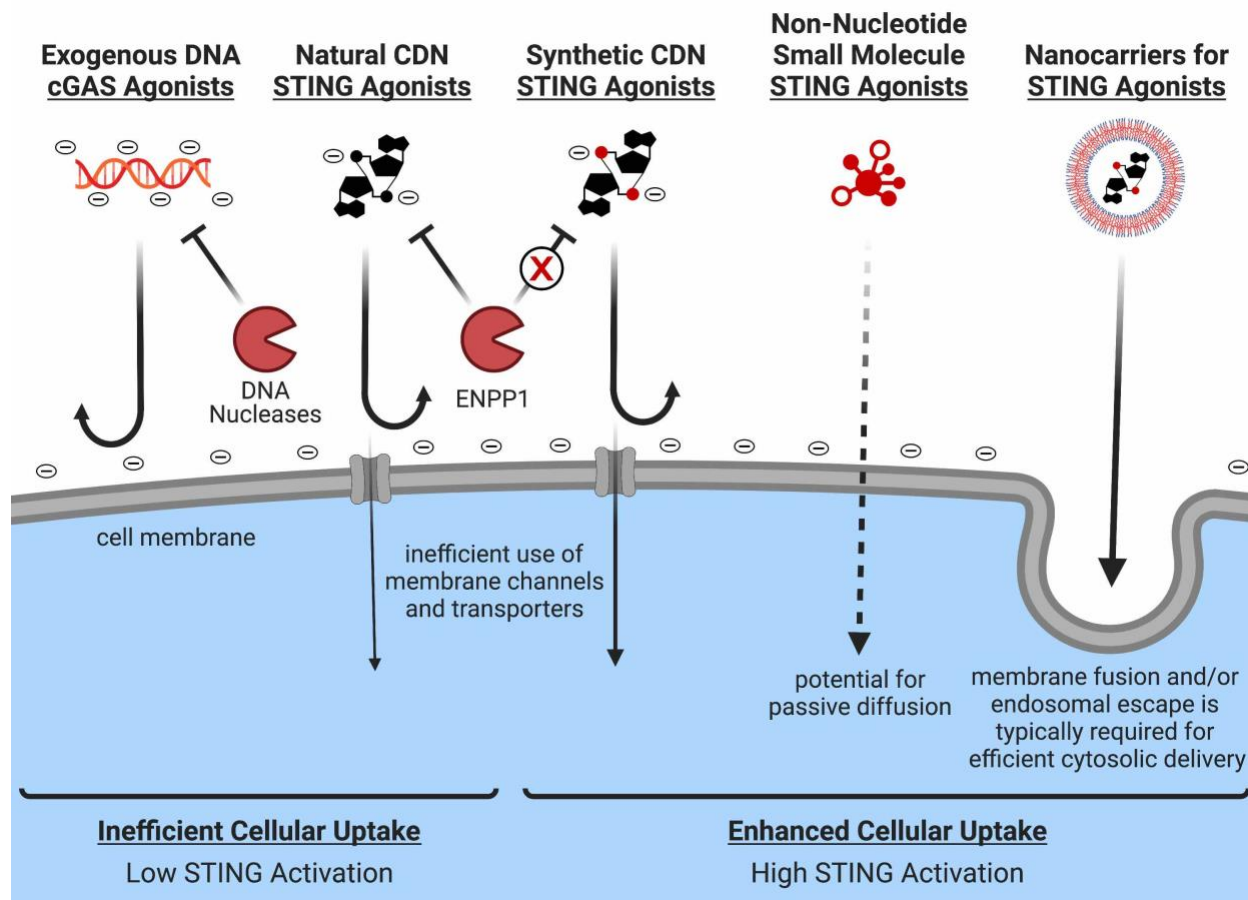 Exogenous DNA
cGAS Agonists
Natural CDN
STING Agonists
Synthetic CDN
STING Agonists
Non-Nucleotide
Small Molecule
STING Agonists
Nanocarriers for
STING Agonists
X
DNA
Nucleases
ENPP1
cell membrane
inefficient use of
membrane channels
and transporters
potential for
passive diffusion
membrane fusion and/or
endosomal escape is
typically required for
efficient cytosolic delivery
Inefficient Cellular Uptake
Low STING Activation
Enhanced Cellular Uptake
High STING Activation